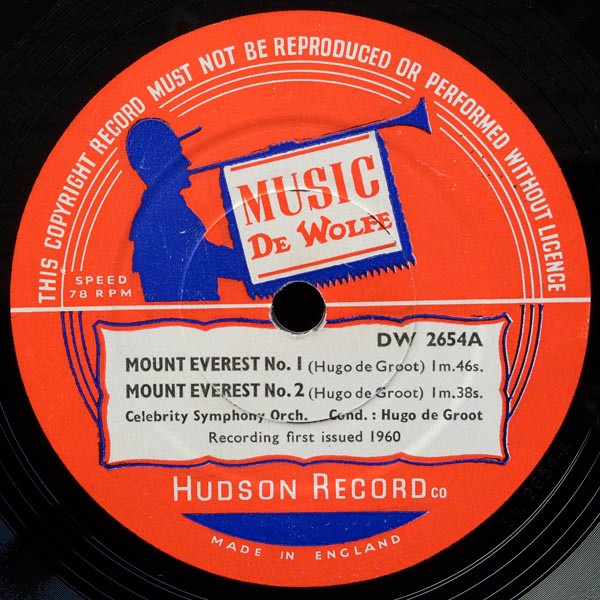 THIS COPYRIGHT RECORD MUST NOT BE REPRODUCED OR PERFORMED WITHOUT LICENCE
MUSIC
DE WOLFE
SPEED
78 RPM
DW 2654A
MOUNT EVEREST No. 1 (Hugo de Groot) 1m.46s.
MOUNT EVEREST No. 2 (Hugo de Groot) 1m.38s.
Celebrity Symphony Orch. Cond. : Hugo de Groot
Recording first issued 1960
HUDSON RECORD CO
MADE IN ENGLAND